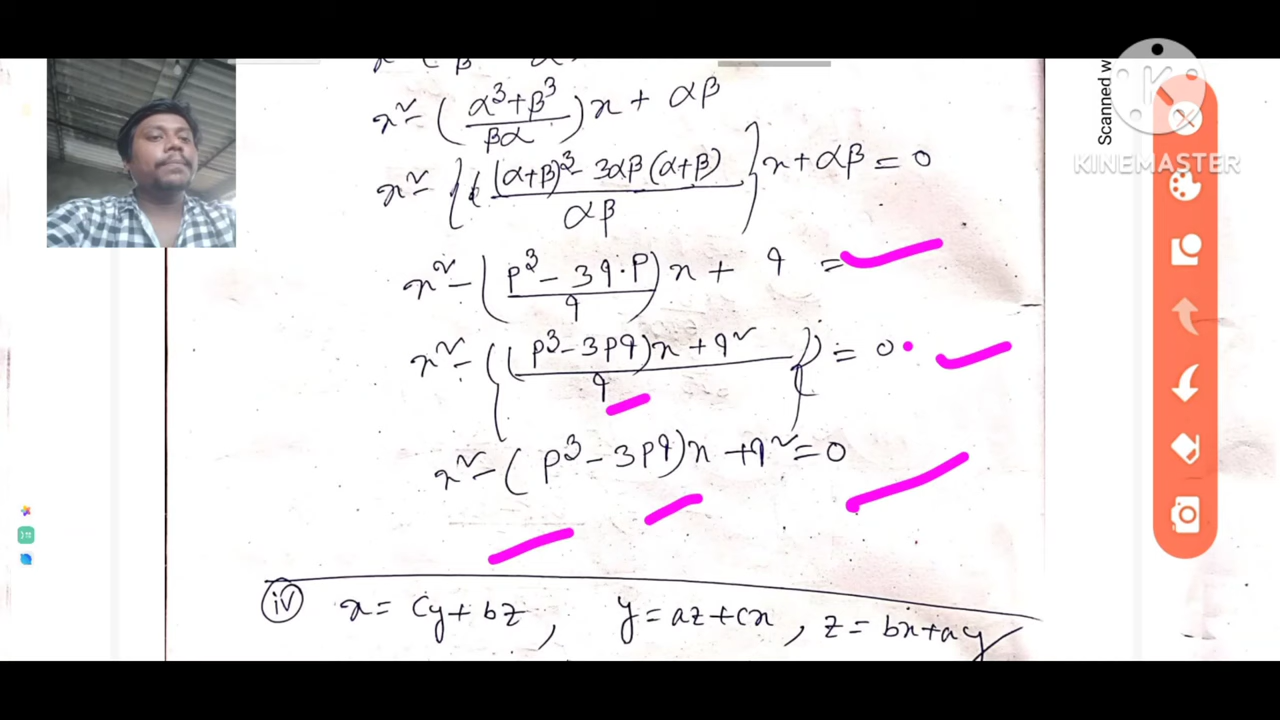 x² - (α³+β³/βα)x + αβ
x² - {((α+β)³ - 3αβ(α+β)/αβ}x + αβ = 0
x² - (p³ - 3q.p/q)x + q =
x² - {(p³ - 3pq)x + q²/q} = 0
x² - (p³ - 3pq)x + q² = 0
iv x = cy + bz, y = az + cx, z = bx + ay
Scanned w
KINEMASTER